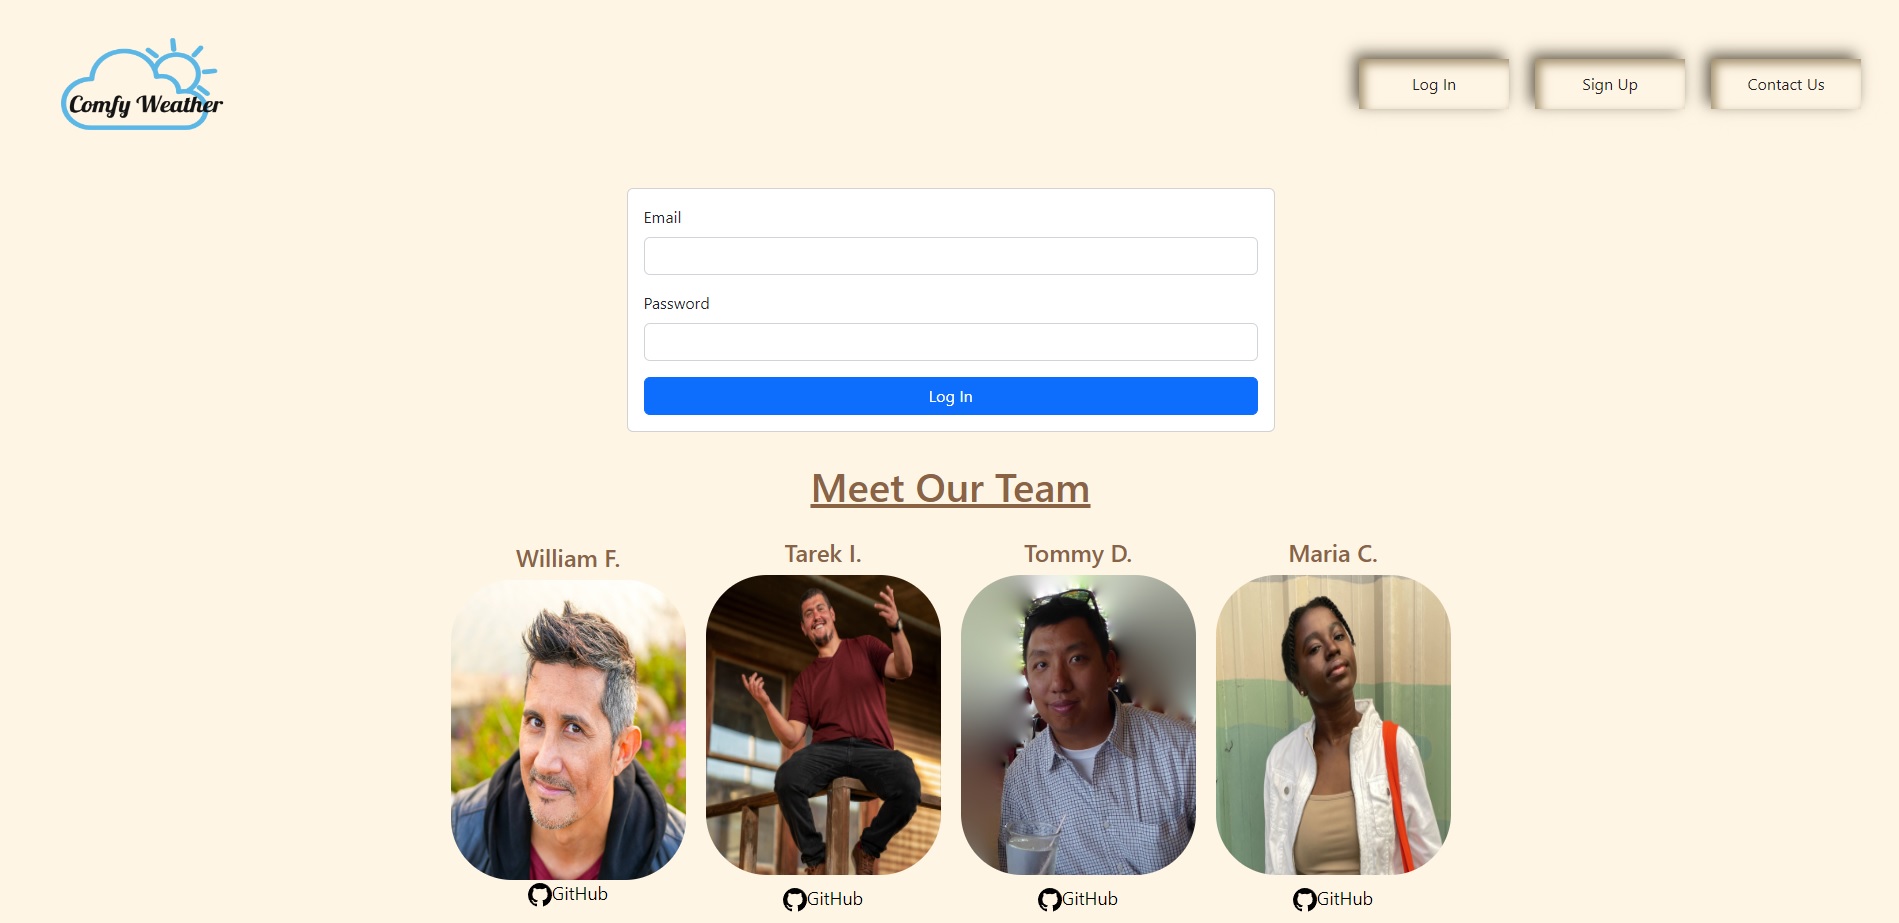 Comfy Weather
Log In
Sign Up
Contact Us
Email
Password
Log In
Meet Our Team
William F.
Tarek I.
Tommy D.
Maria C.
GitHub
GitHub
GitHub
GitHub